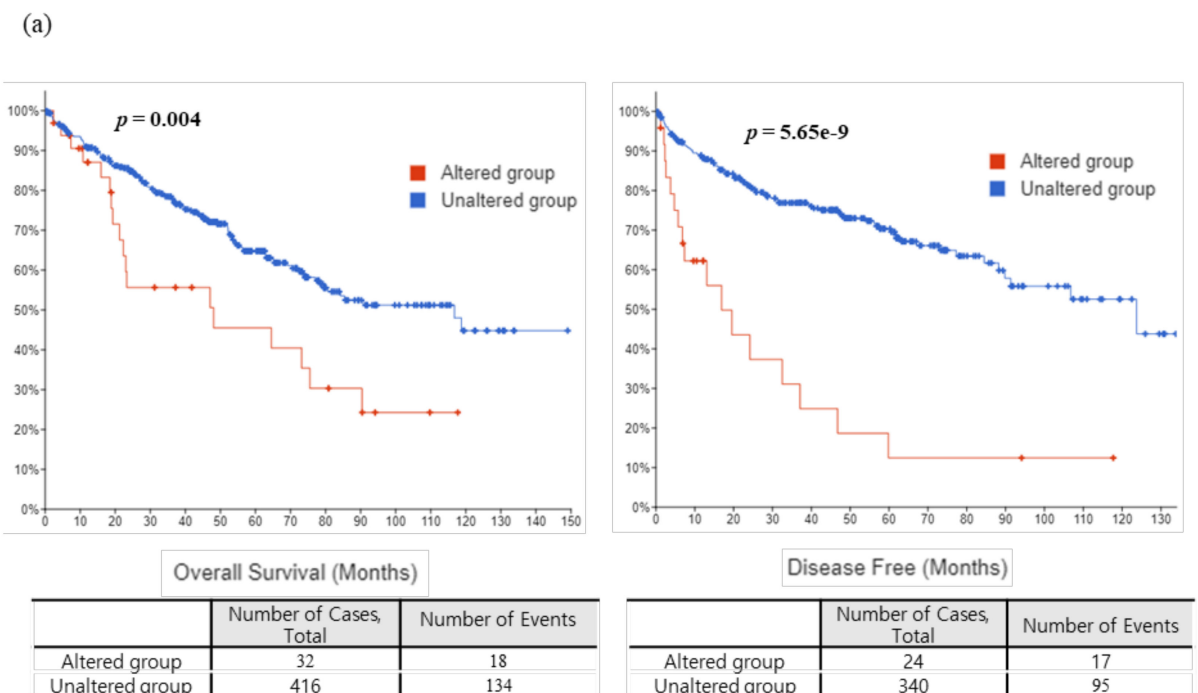 (a)
p = 0.004
Altered group
Unaltered group
100%
90%
80%
70%
60%
50%
40%
30%
20%
10%
0%
0 10 20 30 40 50 60 70 80 90 100 110 120 130 140 150
Overall Survival (Months)
Number of Cases, Total Number of Events
Altered group 32 18
Unaltered group 416 134
p = 5.65e-9
Altered group
Unaltered group
100%
90%
80%
70%
60%
50%
40%
30%
20%
10%
0%
0 10 20 30 40 50 60 70 80 90 100 110 120 130
Disease Free (Months)
Number of Cases, Total Number of Events
Altered group 24 17
Unaltered group 340 95